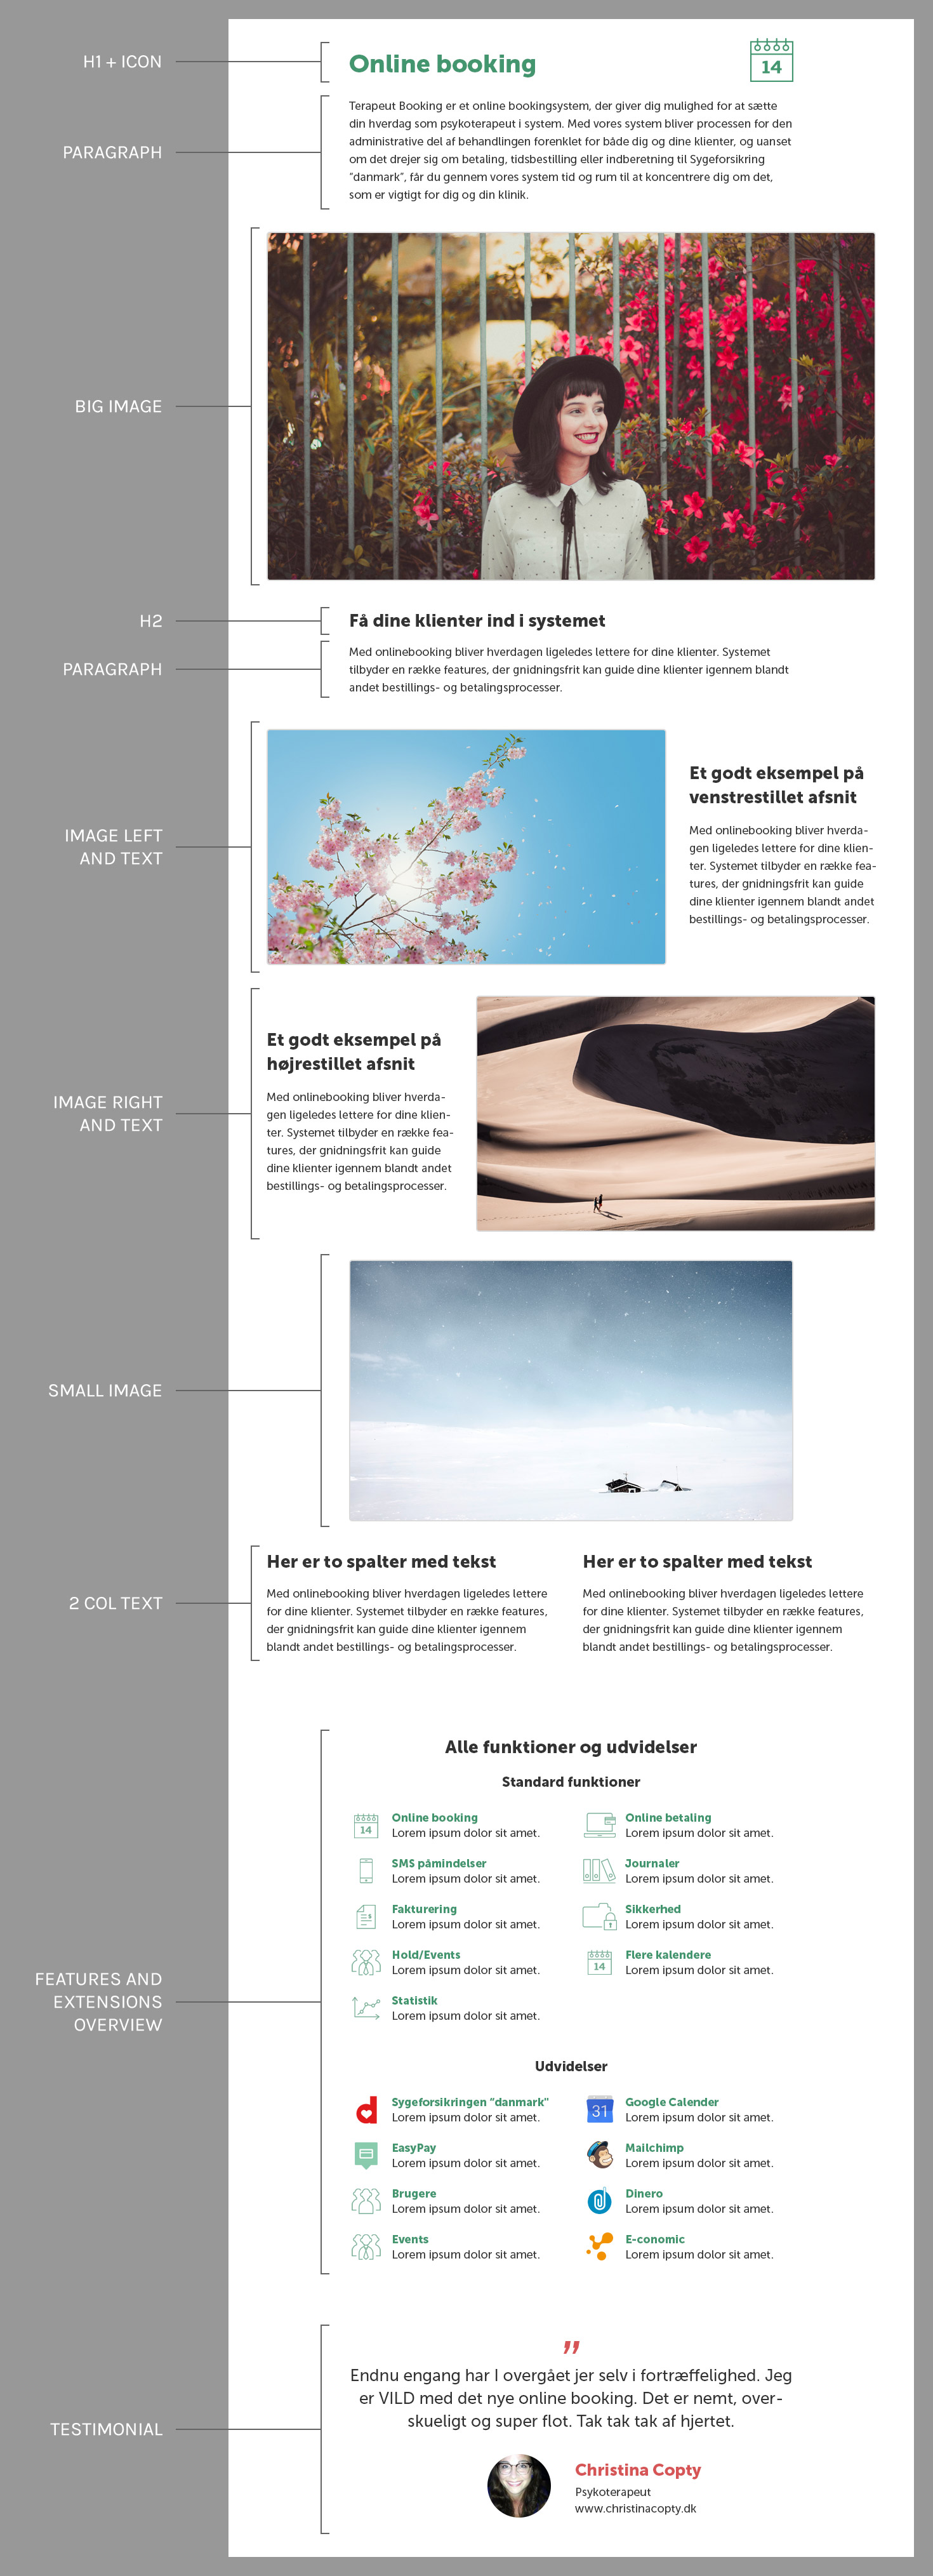 H1 + ICON
Online booking
14
PARAGRAPH
Terapeut Booking er et online bookingsystem, der giver dig mulighed for at sætte
din hverdag som psykoterapeut i system. Med vores system bliver processen for den
administrative del af behandlingen forenklet for både dig og dine klienter, og uanset
om det drejer sig om betaling, tidsbestilling eller indberetning til Sygeforsikring
"danmark", får du gennem vores system tid og rum til at koncentrere dig om det,
som er vigtigt for dig og din klinik.
BIG IMAGE
H2
Få dine klienter ind i systemet
PARAGRAPH
Med onlinebooking bliver hverdagen ligeledes lettere for dine klienter. Systemet
tilbyder en række features, der gnidningsfrit kan guide dine klienter igennem blandt
andet bestillings- og betalingsprocesser.
IMAGE LEFT
AND TEXT
Et godt eksempel på
venstrestillet afsnit
Med onlinebooking bliver hverda-
gen ligeledes lettere for dine klien-
ter. Systemet tilbyder en række fea-
tures, der gnidningsfrit kan guide
dine klienter igennem blandt andet
bestillings- og betalingsprocesser.
IMAGE RIGHT
AND TEXT
Et godt eksempel på
højrestillet afsnit
Med onlinebooking bliver hverda-
gen ligeledes lettere for dine klien-
ter. Systemet tilbyder en række fea-
tures, der gnidningsfrit kan guide
dine klienter igennem blandt andet
bestillings- og betalingsprocesser.
SMALL IMAGE
2 COL TEXT
Her er to spalter med tekst
Med onlinebooking bliver hverdagen ligeledes lettere
for dine klienter. Systemet tilbyder en række features,
der gnidningsfrit kan guide dine klienter igennem
blandt andet bestillings- og betalingsprocesser.
Her er to spalter med tekst
Med onlinebooking bliver hverdagen ligeledes lettere
for dine klienter. Systemet tilbyder en række features,
der gnidningsfrit kan guide dine klienter igennem
blandt andet bestillings- og betalingsprocesser.
FEATURES AND
EXTENSIONS
OVERVIEW
Alle funktioner og udvidelser
Standard funktioner
14
Online booking
Lorem ipsum dolor sit amet.
Online betaling
Lorem ipsum dolor sit amet.
SMS påmindelser
Lorem ipsum dolor sit amet.
Journaler
Lorem ipsum dolor sit amet.
Fakturering
Lorem ipsum dolor sit amet.
Sikkerhed
Lorem ipsum dolor sit amet.
Hold/Events
Lorem ipsum dolor sit amet.
14
Flere kalendere
Lorem ipsum dolor sit amet.
Statistik
Lorem ipsum dolor sit amet.
Udvidelser
d
Sygeforsikringen "danmark"
Lorem ipsum dolor sit amet.
31
Google Calender
Lorem ipsum dolor sit amet.
EasyPay
Lorem ipsum dolor sit amet.
Mailchimp
Lorem ipsum dolor sit amet.
Brugere
Lorem ipsum dolor sit amet.
Dinero
Lorem ipsum dolor sit amet.
Events
Lorem ipsum dolor sit amet.
E-conomic
Lorem ipsum dolor sit amet.
TESTIMONIAL
"
Endnu engang har I overgået jer selv i fortræffelighed. Jeg
er VILD med det nye online booking. Det er nemt, over-
skueligt og super flot. Tak tak tak af hjertet.
Christina Copty
Psykoterapeut
www.christinacopty.dk